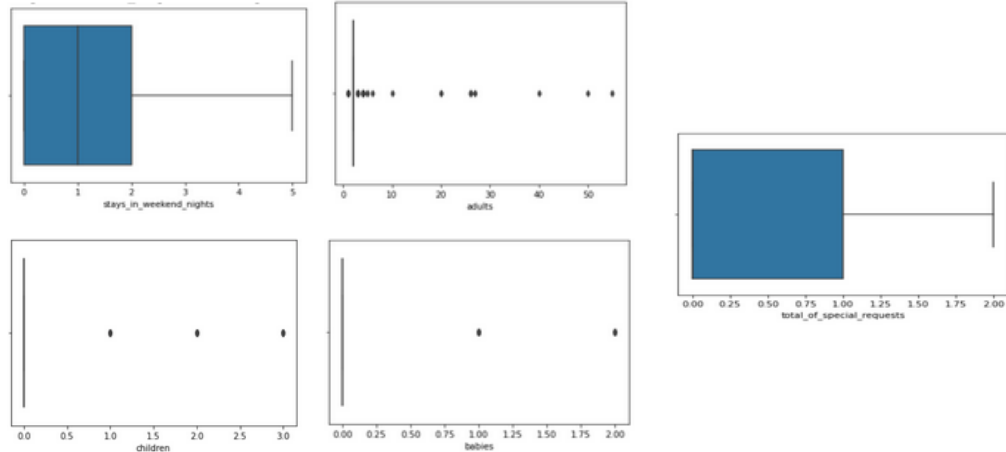 0 1 2 3 4 5
stays_in_weekend_nights
0 10 20 30 40 50
adults
0.00 0.25 0.50 0.75 1.00 1.25 1.50 1.75 2.00
total_of_special_requests
0.0 0.5 1.0 1.5 2.0 2.5 3.0
children
0.00 0.25 0.50 0.75 1.00 1.25 1.50 1.75 2.00
babies